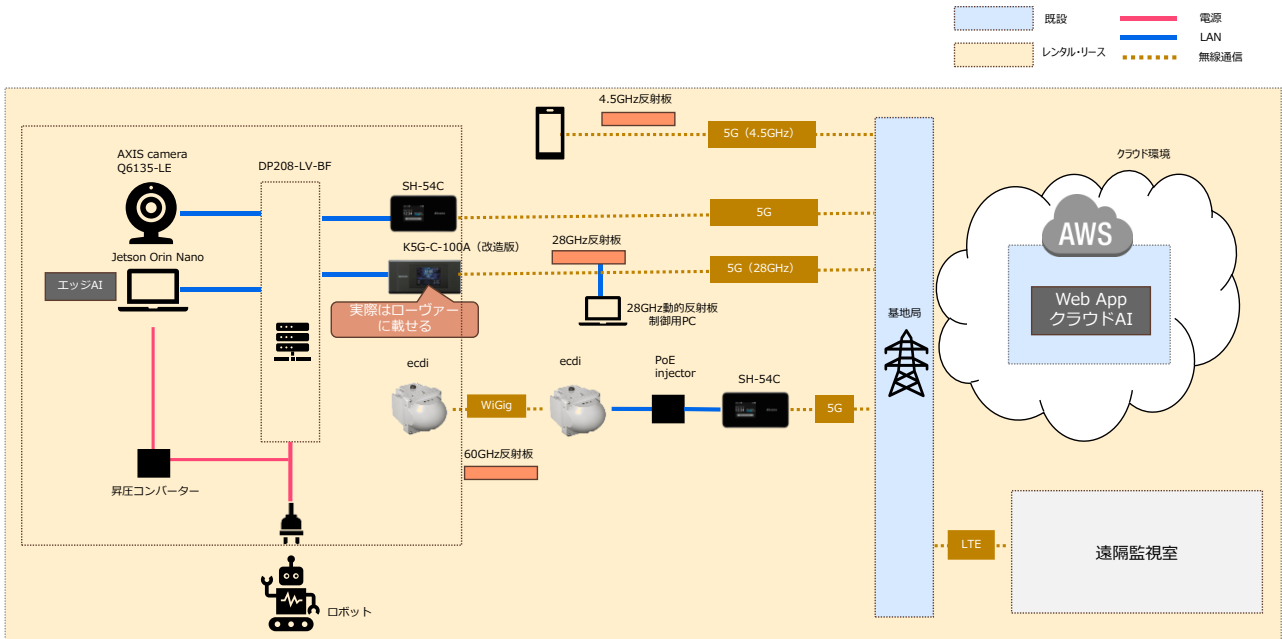 既設
電源
LAN
レンタル・リース
無線通信
4.5GHz反射板
5G（4.5GHz）
AXIS camera
Q6135-LE
DP208-LV-BF
SH-54C
5G
クラウド環境
AWS
Jetson Orin Nano
K5G-C-100A（改造版）
28GHz反射板
5G（28GHz）
エッジAI
実際はローヴァー
に載せる
28GHz動的反射板
制御用PC
基地局
Web App
クラウドAI
ecdi
ecdi
PoE
injector
SH-54C
WiGig
5G
60GHz反射板
昇圧コンバーター
LTE
遠隔監視室
ロボット